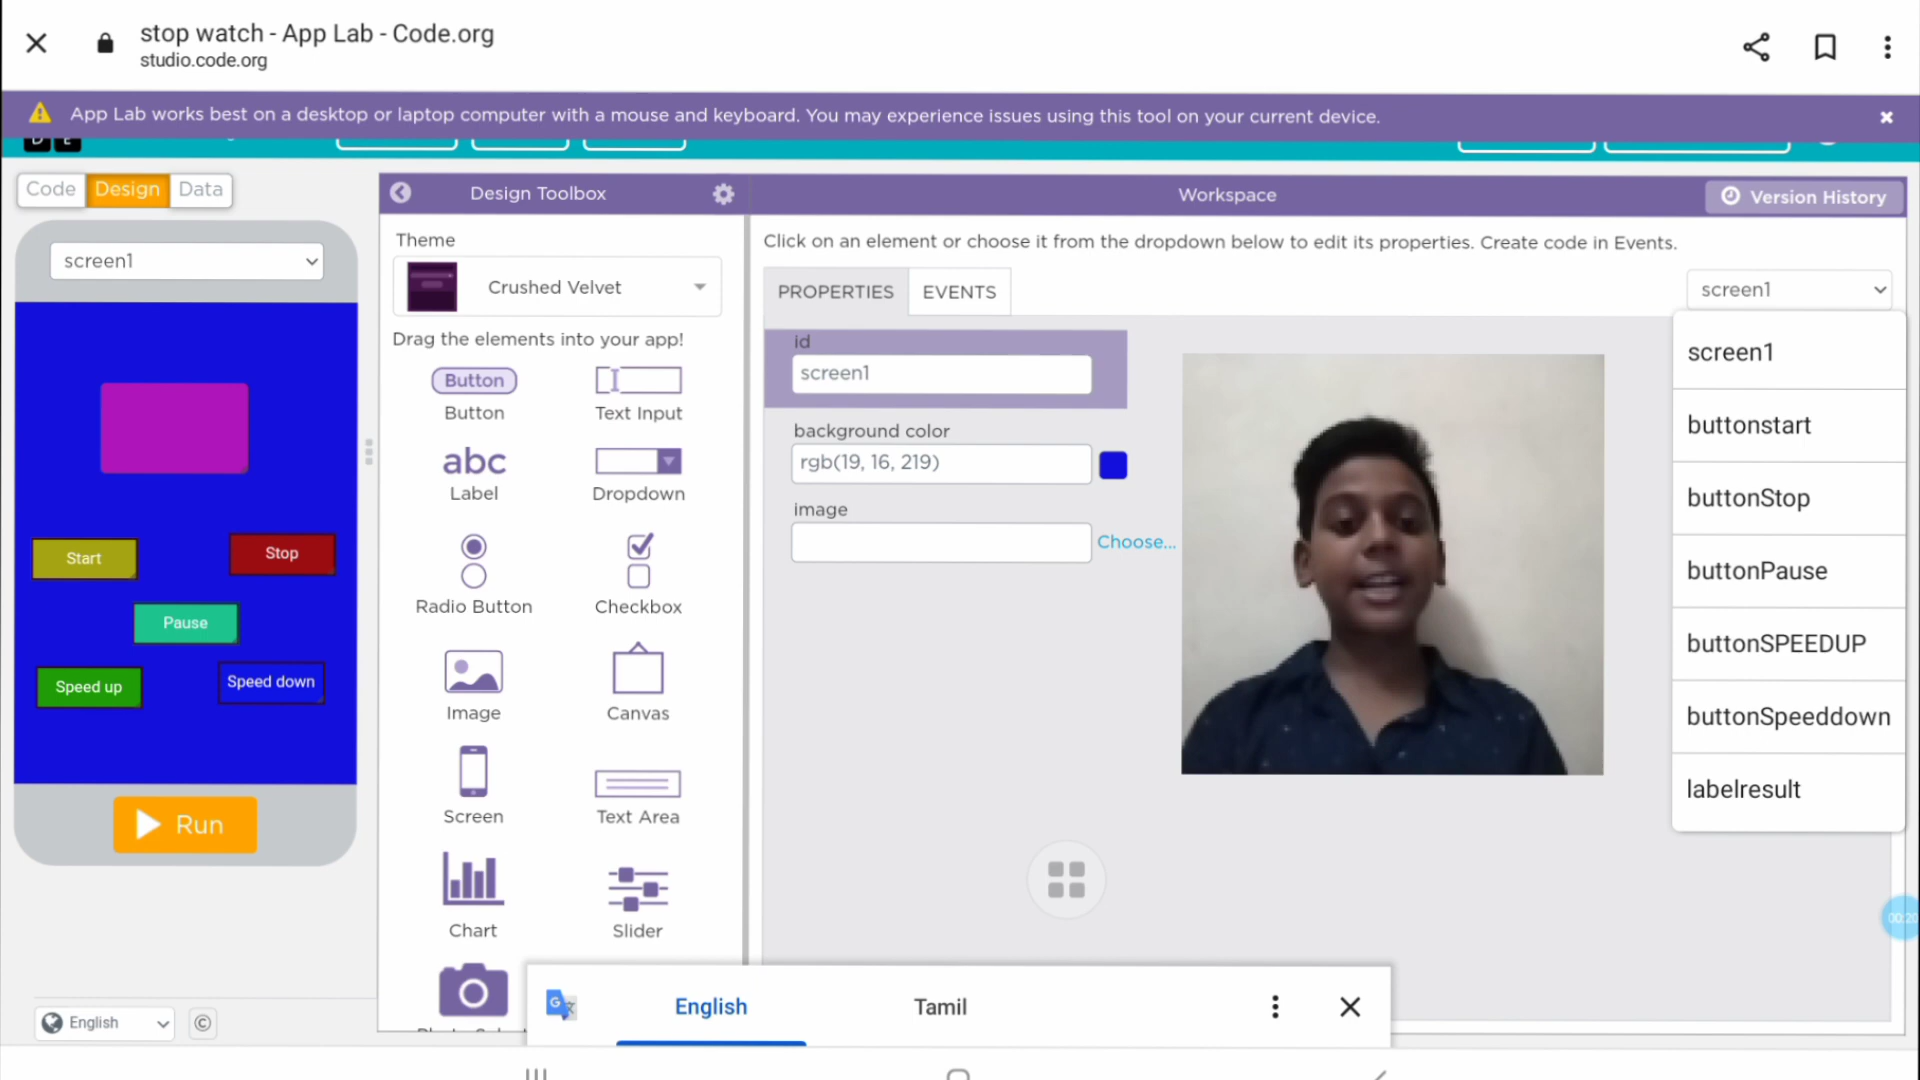 stop watch - App Lab - Code.org
studio.code.org
App Lab works best on a desktop or laptop computer with a mouse and keyboard. You may experience issues using this tool on your current device.
Code Design Data
Design Toolbox
Workspace
Version History
screen1
Theme
Crushed Velvet
Drag the elements into your app!
Button
Button
Text Input
abc
Label
Dropdown
Radio Button
Checkbox
Image
Canvas
Screen
Text Area
Chart
Slider
Click on an element or choose it from the dropdown below to edit its properties. Create code in Events.
PROPERTIES EVENTS
screen1
id
screen1
background color
rgb(19, 16, 219)
image
Choose...
screen1
buttonstart
buttonStop
buttonPause
buttonSPEEDUP
buttonSpeeddown
labelresult
Start
Stop
Pause
Speed up
Speed down
Run
00:20
English
©
English
Tamil